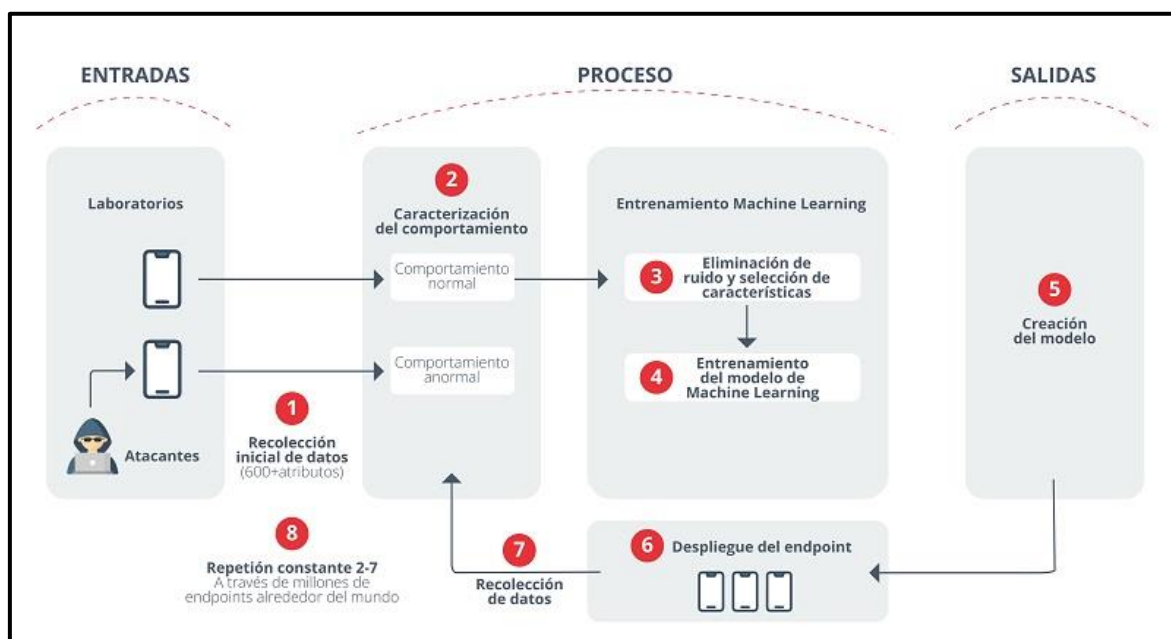 ENTRADAS
PROCESO
SALIDAS
Laboratorios
Atacantes
1
Recolección
inicial de datos
(600+atributos)
2
Caracterización
del comportamiento
Comportamiento
normal
Comportamiento
anormal
Entrenamiento Machine Learning
3
Eliminación de
ruido y selección de
características
4
Entrenamiento
del modelo de
Machine Learning
5
Creación
del modelo
6
Despliegue del endpoint
7
Recolección
de datos
8
Repetión constante 2-7
A través de millones de
endpoints alrededor del mundo